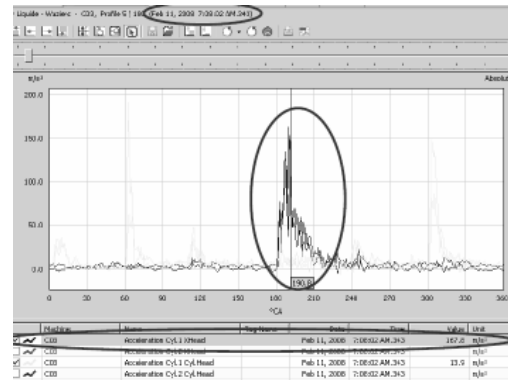 Liquide - Waziers - C03, Profile 5 | 180 (Feb 11, 2008 7:08:02 AM.343)
m/s²
Absolu
200.0
150.0
100.0
50.0
0.0
190.8
0 30 60 90 120 150 180 210 240 270 300 330 360
°CA
Machine Name Tag Name Date Time Value Unit
C03 Acceleration Cyl.1 XHead Feb 11, 2008 7:08:02 AM.343 167.8 m/s²
C03 Acceleration Cyl.1 Cyl.Head Feb 11, 2008 7:08:02 AM.343 13.9 m/s²
C03 Acceleration Cyl.2 Cyl.Head Feb 11, 2008 7:08:02 AM.343 m/s²